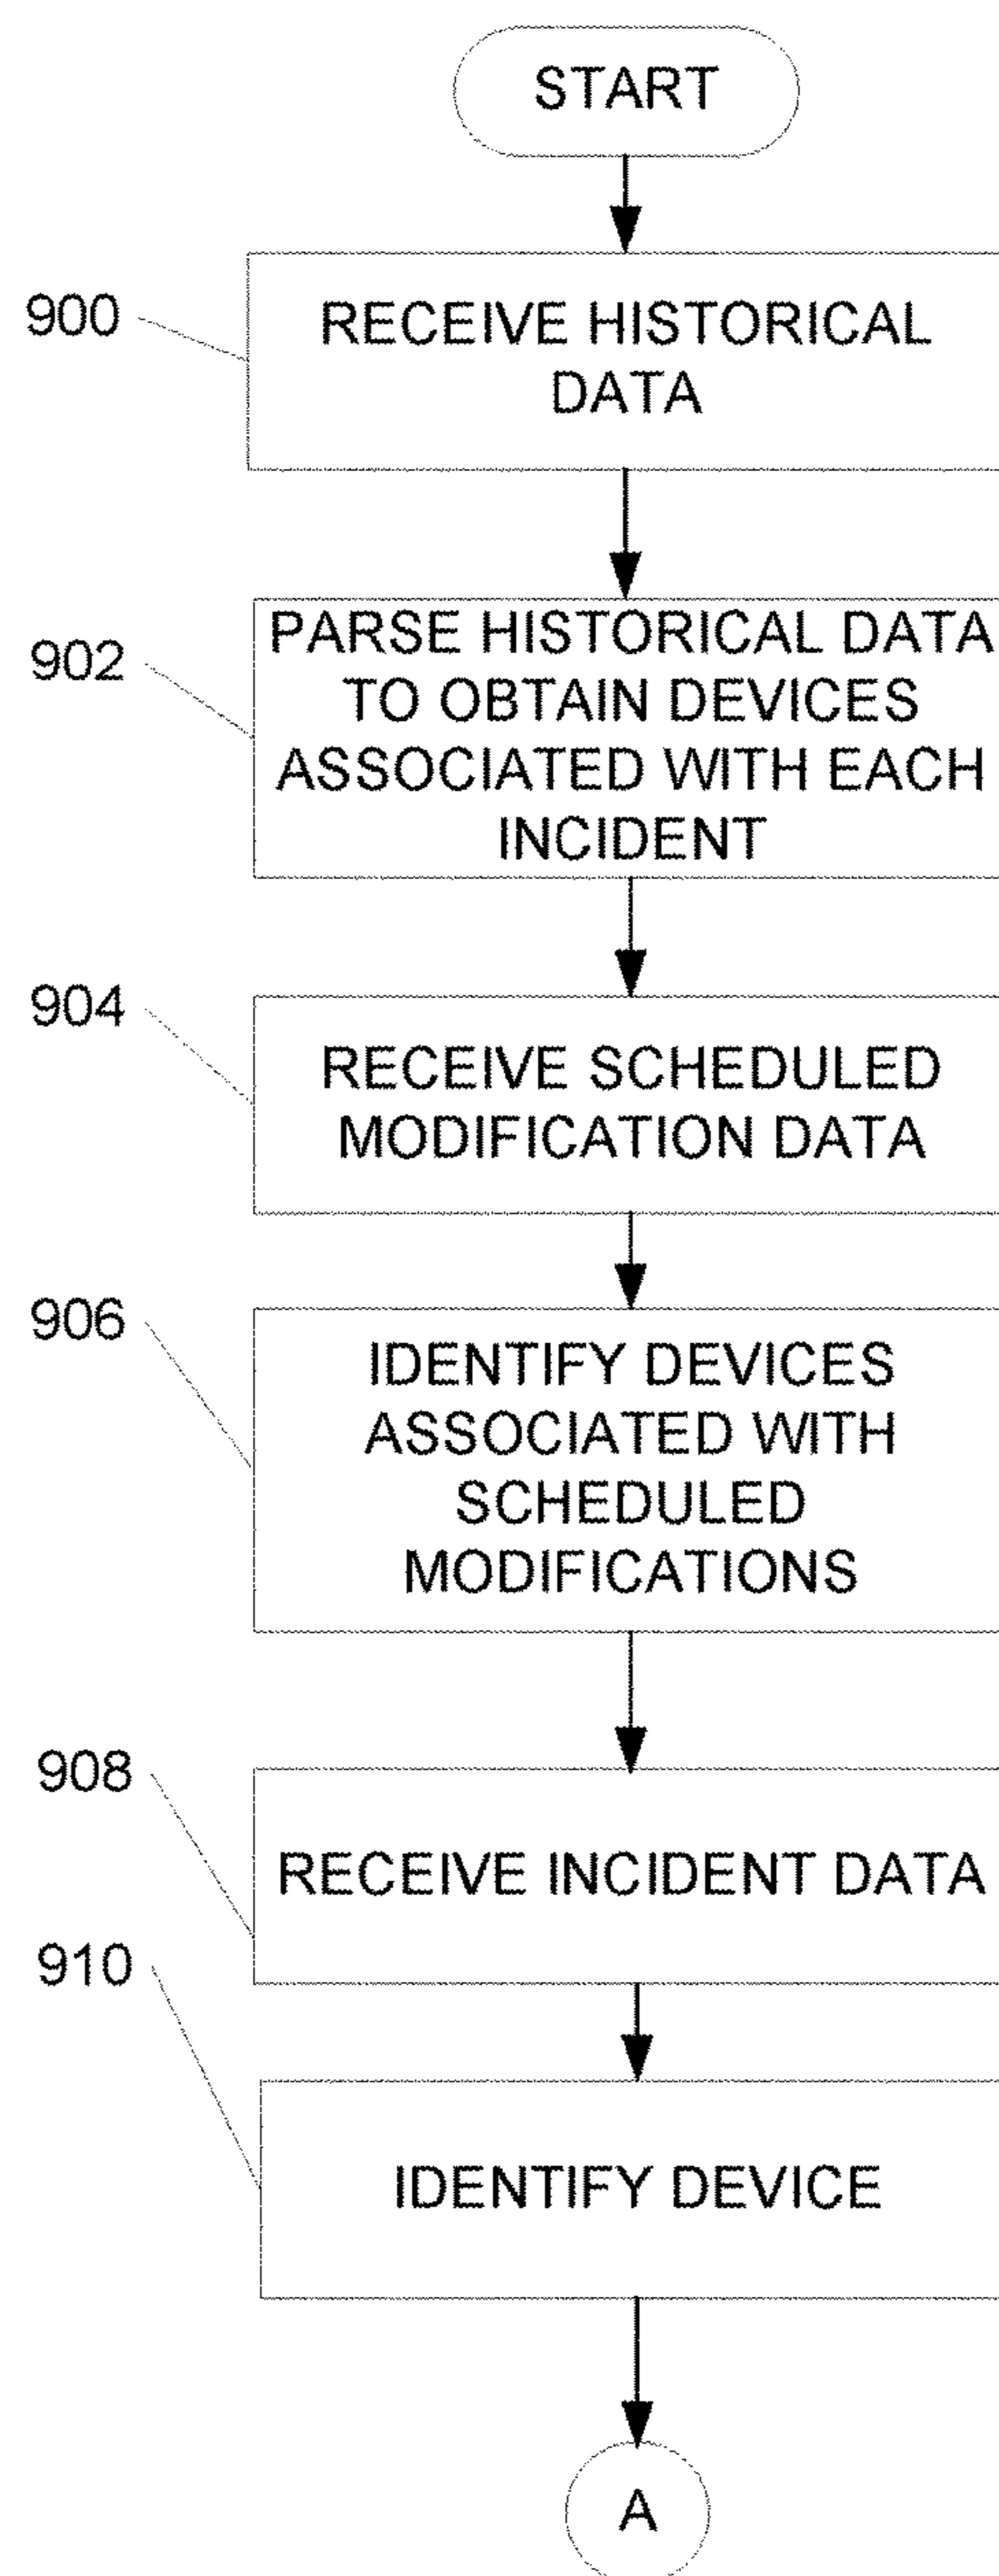 START
900
RECEIVE HISTORICAL
DATA
902
PARSE HISTORICAL DATA
TO OBTAIN DEVICES
ASSOCIATED WITH EACH
INCIDENT
904
RECEIVE SCHEDULED
MODIFICATION DATA
906
IDENTIFY DEVICES
ASSOCIATED WITH
SCHEDULED
MODIFICATIONS
908
RECEIVE INCIDENT DATA
910
IDENTIFY DEVICE
A